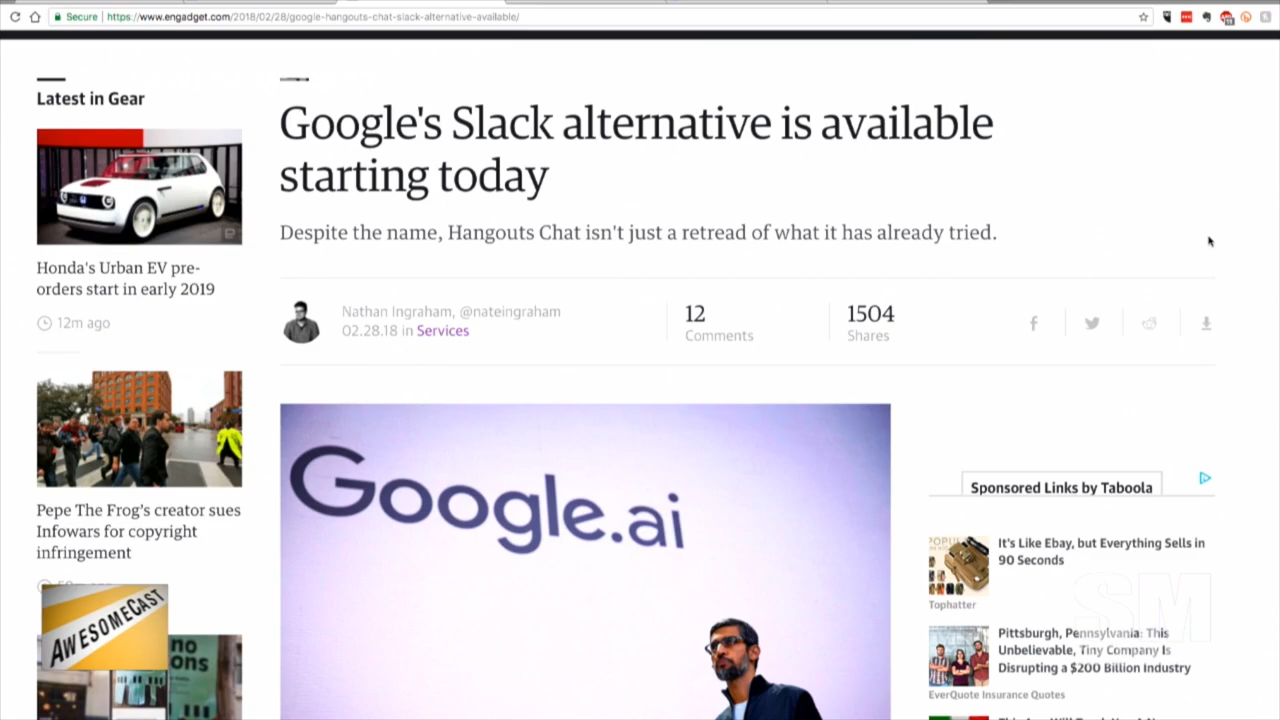 Secure
https://www.engadget.com/2018/02/28/google-hangouts-chat-slack-alternative-available/
Latest in Gear
Honda's Urban EV pre-
orders start in early 2019
12m ago
Pepe The Frog's creator sues
Infowars for copyright
infringement
AWESOMECAST
no
ons
Google's Slack alternative is available
starting today
Despite the name, Hangouts Chat isn't just a retread of what it has already tried.
Nathan Ingraham, @nateingraham
02.28.18 in Services
12
Comments
1504
Shares
Google.ai
Sponsored Links by Taboola
It's Like Ebay, but Everything Sells in
90 Seconds
Tophatter
Pittsburgh, Pennsylvania: This
Unbelievable, Tiny Company Is
Disrupting a $200 Billion Industry
EverQuote Insurance Quotes
SM